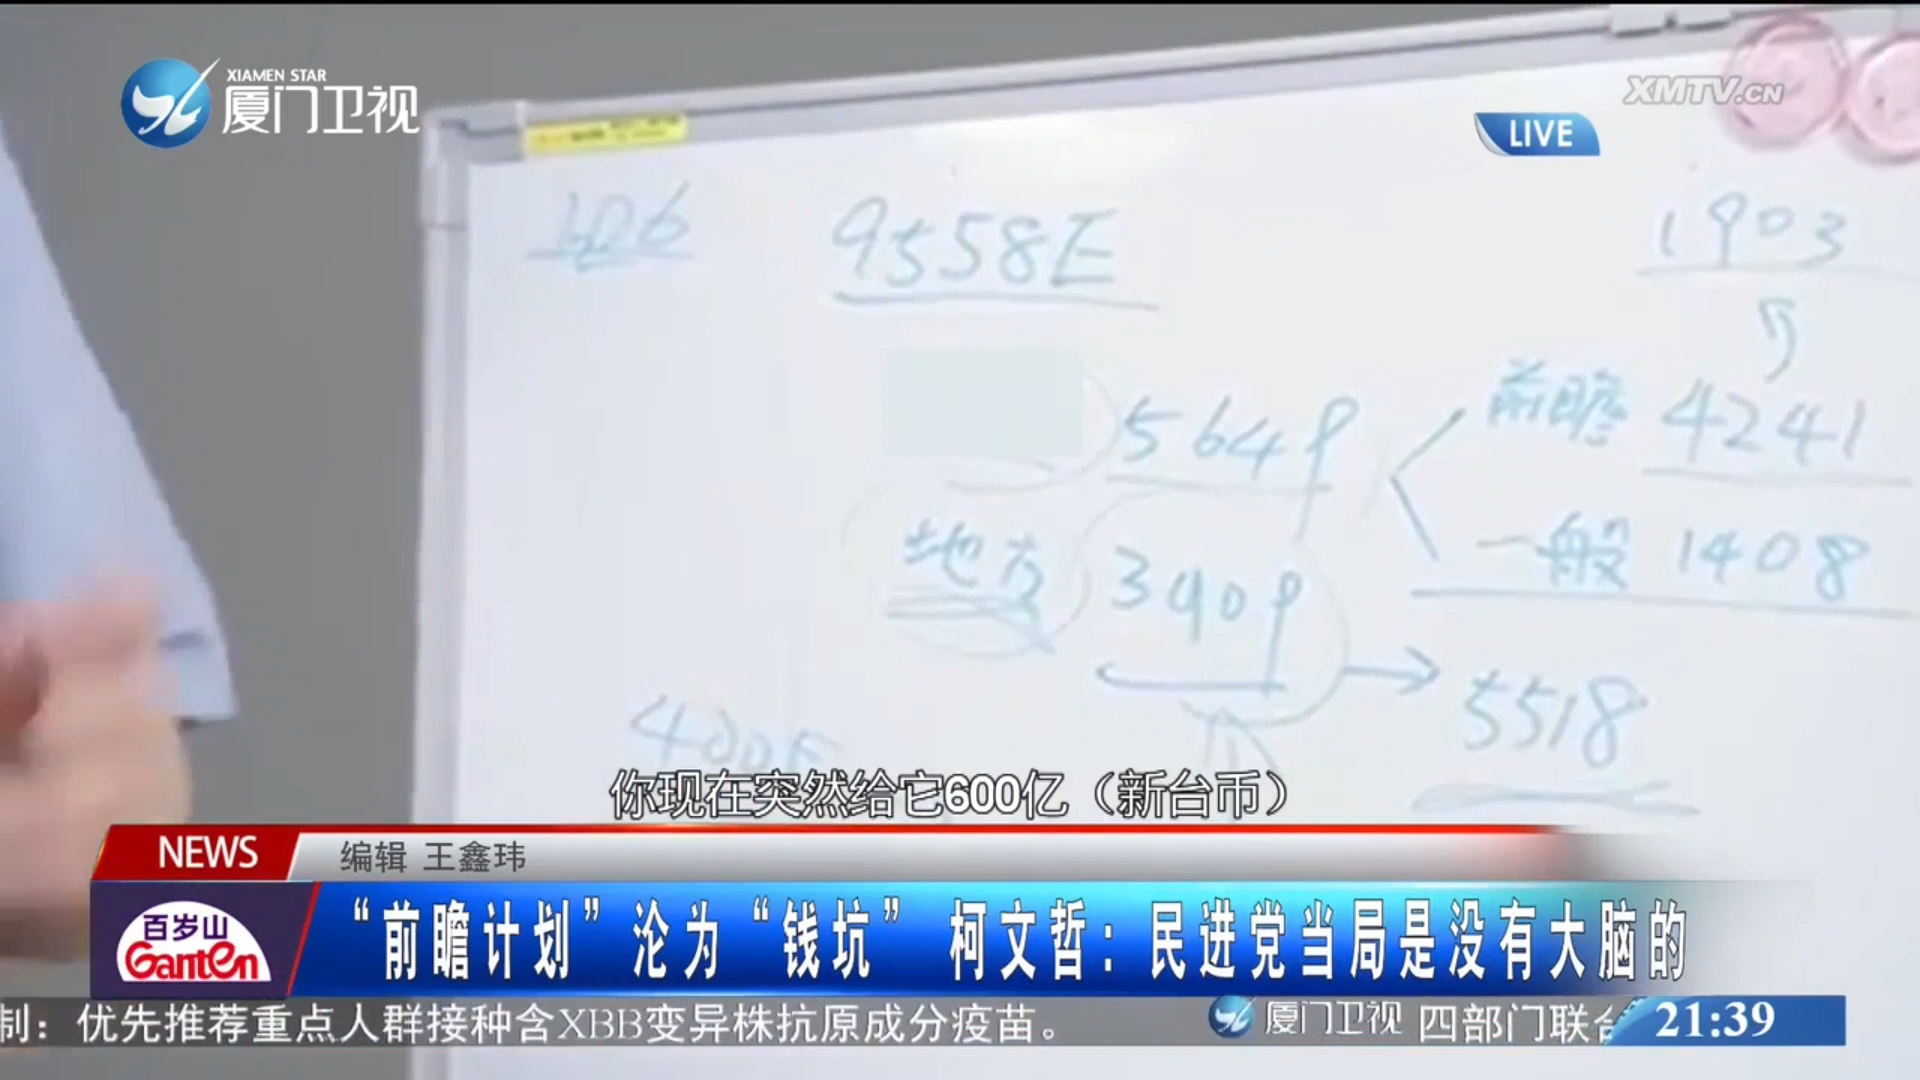 XIAMEN STAR
厦门卫视
XMTV.CN
LIVE
106
9558E
1903
5649
前瞻 4241
一般 1408
地方 3909
5518
400E
你现在突然给它600亿（新台币）
NEWS
编辑 王鑫玮
百岁山
Ganten
“前瞻计划”沦为“钱坑” 柯文哲：民进党当局是没有大脑的
制：优先推荐重点人群接种含XBB变异株抗原成分疫苗。
厦门卫视 四部门联合
21:39